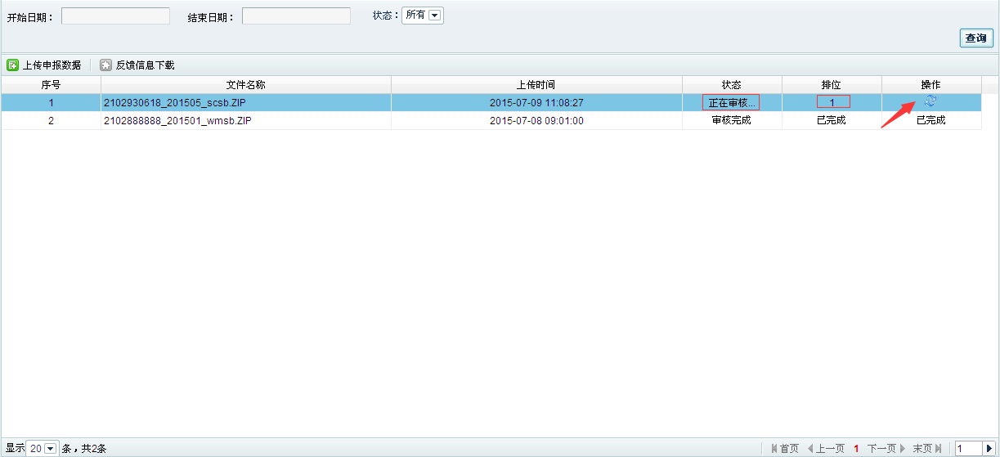 开始日期： 结束日期： 状态： 所有
查询
上传申报数据 反馈信息下载
序号 文件名称 上传时间 状态 排位 操作
1 2102930618_201505_scsb.ZIP 2015-07-09 11:08:27 正在审核... 1
2 2102888888_201501_wmsb.ZIP 2015-07-08 09:01:00 审核完成 已完成 已完成
显示 20 条，共2条 首页 上一页 1 下一页 末页 1